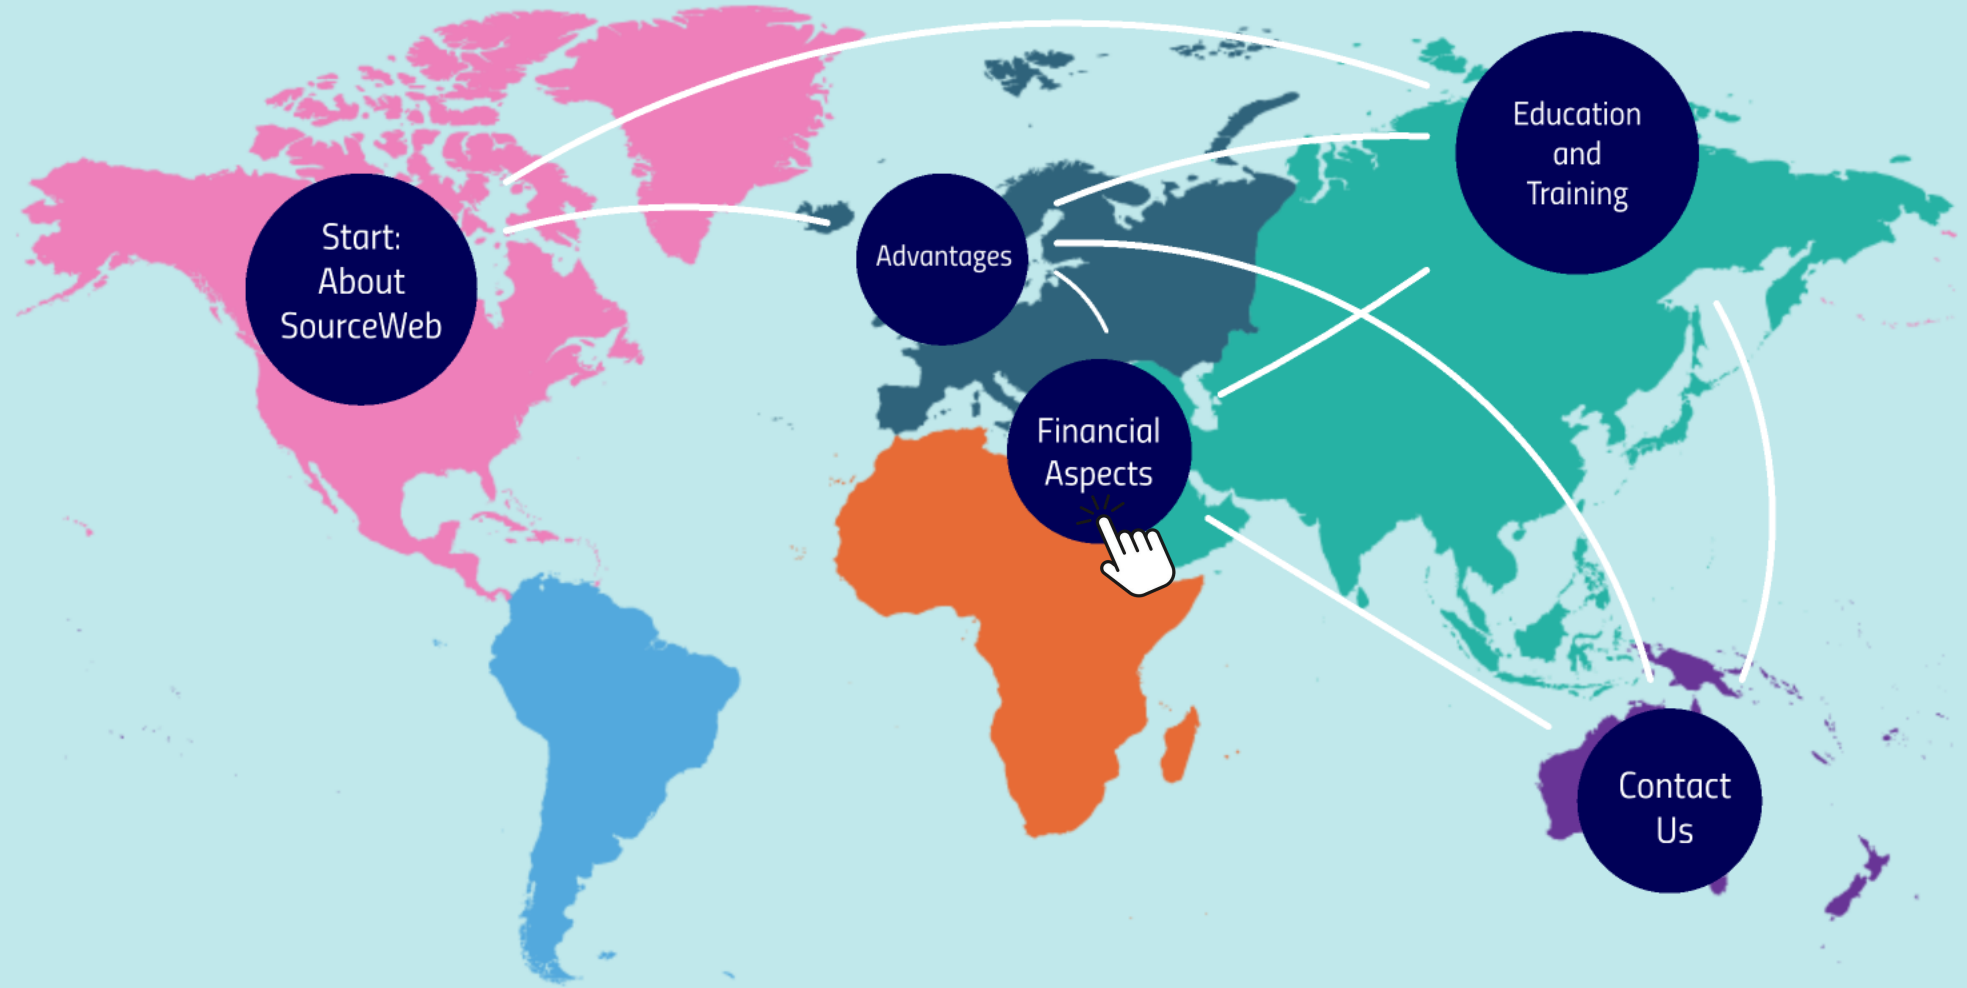 Start:
About
SourceWeb
Advantages
Education
and
Training
Financial
Aspects
Contact
Us